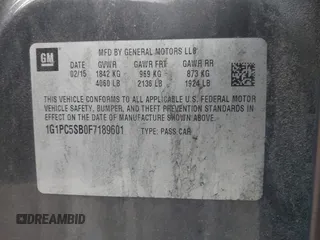 GM
MFD BY GENERAL MOTORS LLC
DATE GVWR GAWR FRT GAWR RR
02/15 1842 KG 969 KG 873 KG
4060 LB 2136 LB 1924 LB
THIS VEHICLE CONFORMS TO ALL APPLICABLE U.S. FEDERAL MOTOR
VEHICLE SAFETY, BUMPER, AND THEFT PREVENTION STANDARDS
IN EFFECT ON THE DATE OF MANUFACTURE SHOWN ABOVE.
1G1PC5SB0F7189601 TYPE: PASS CAR
DREAMBID